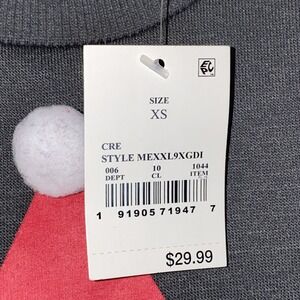 SIZE
XS
CRE
STYLE MEXXL9XGDI
006 10 1044
DEPT CL ITEM
1 91905 71947 7
$29.99